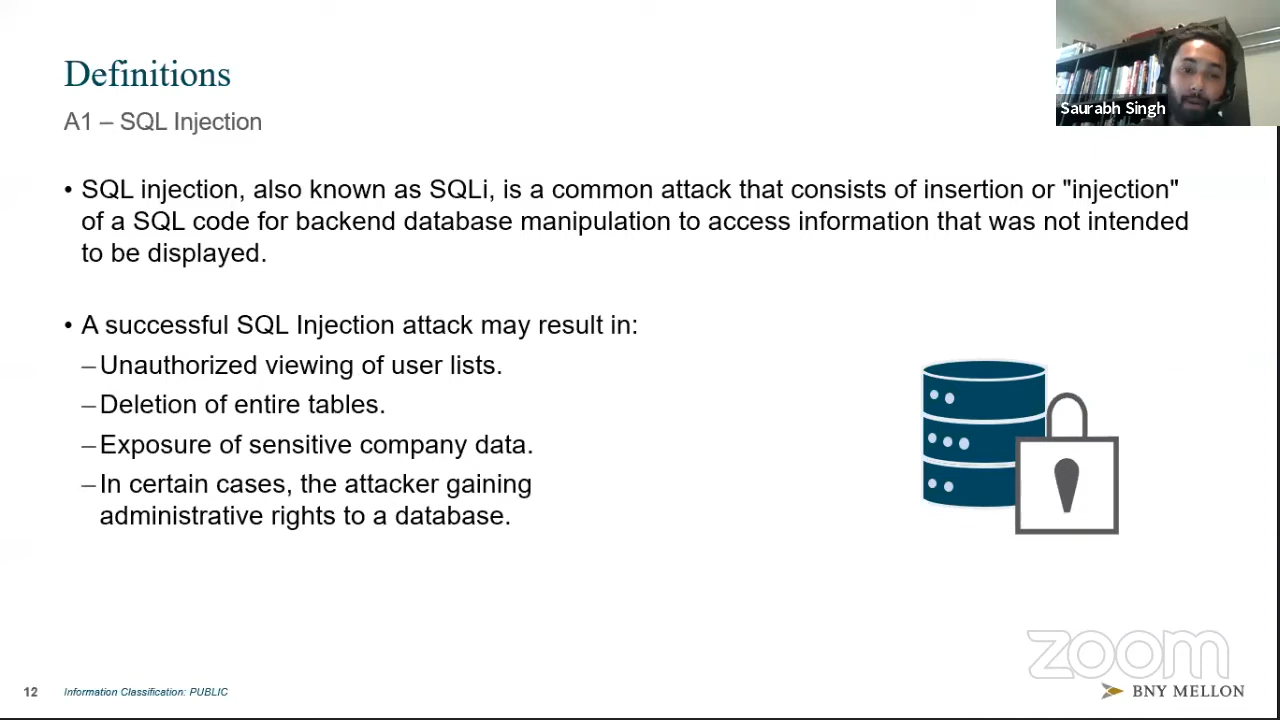 Definitions
A1 – SQL Injection
Saurabh Singh
• SQL injection, also known as SQLi, is a common attack that consists of insertion or "injection"
of a SQL code for backend database manipulation to access information that was not intended
to be displayed.
• A successful SQL Injection attack may result in:
–Unauthorized viewing of user lists.
–Deletion of entire tables.
–Exposure of sensitive company data.
–In certain cases, the attacker gaining
administrative rights to a database.
zoom
12
Information Classification: PUBLIC
BNY MELLON